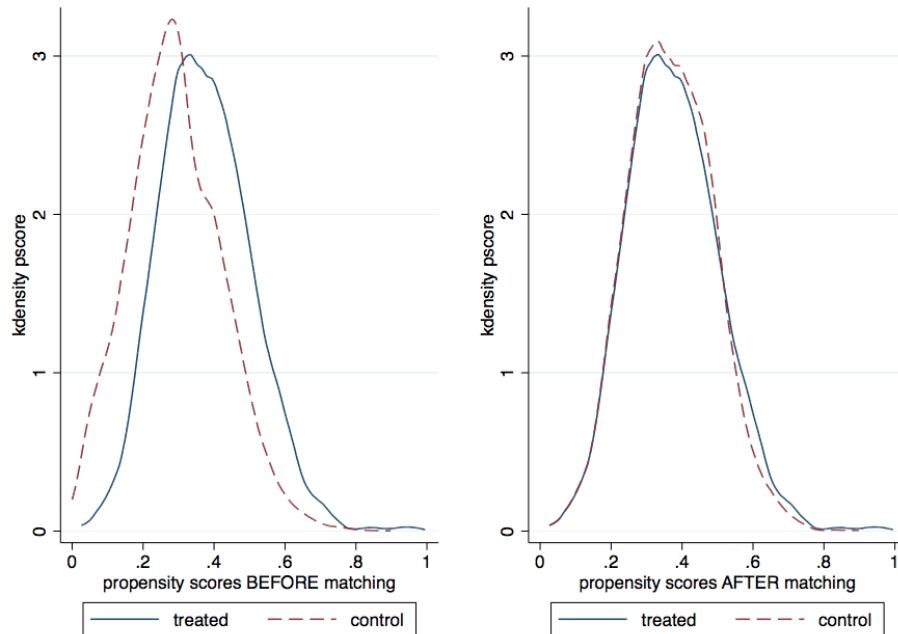 kdensity pscore
3
2
1
0
0 .2 .4 .6 .8 1
propensity scores BEFORE matching
treated control
kdensity pscore
3
2
1
0
0 .2 .4 .6 .8 1
propensity scores AFTER matching
treated control